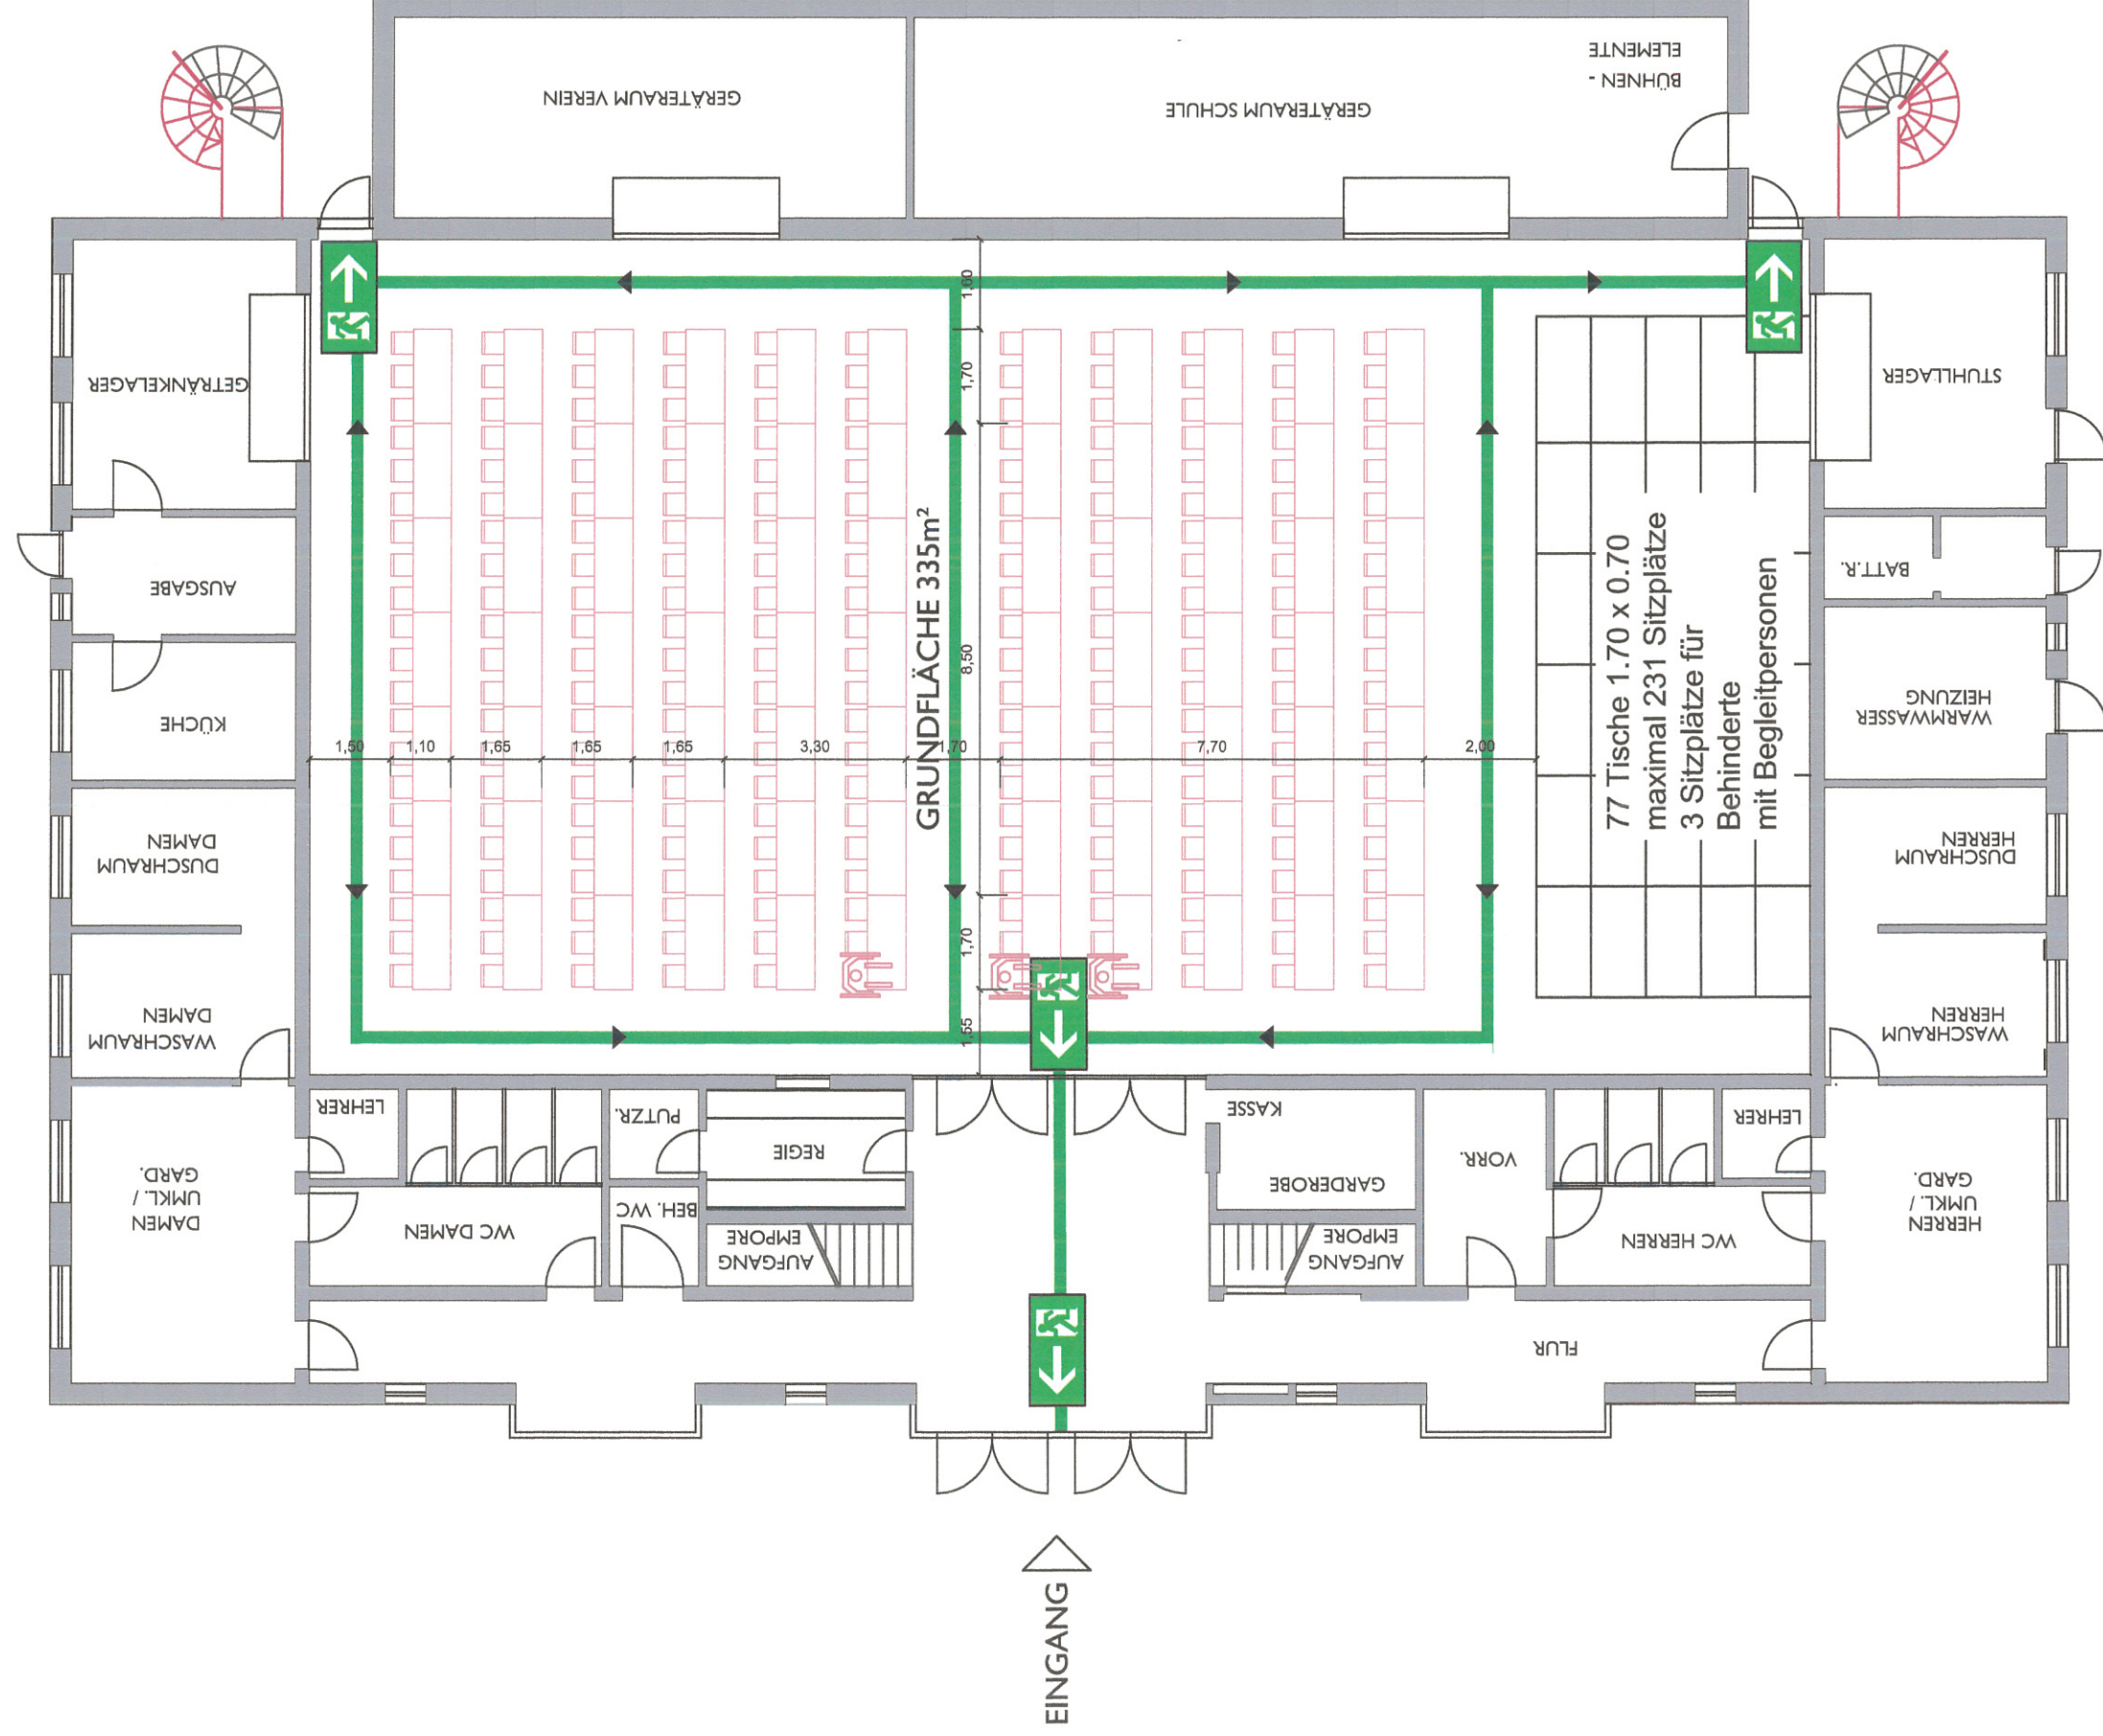 BÜHNEN -
ELEMENTE
GERÄTERAUM VEREIN
GERÄTERAUM SCHULE
GETRÄNKELAGER
STUHLLAGER
AUSGABE
BATT.R.
KÜCHE
WARMWASSER
HEIZUNG
DUSCHRAUM
DAMEN
DUSCHRAUM
HERREN
WASCHRAUM
DAMEN
WASCHRAUM
HERREN
GRUNDFLÄCHE 335m²
1,60
1,70
8,50
1,70
1,55
1,50
1,10
1,65
1,65
1,65
3,30
1,70
7,70
2,00
77 Tische 1.70 x 0.70
maximal 231 Sitzplätze
3 Sitzplätze für
Behinderte
mit Begleitpersonen
LEHRER
PUTZR.
REGIE
KASSE
GARDEROBE
VORR.
LEHRER
DAMEN
UMKL. /
GARD.
WC DAMEN
BEH. WC
AUFGANG
EMPORE
AUFGANG
EMPORE
WC HERREN
HERREN
UMKL. /
GARD.
FLUR
EINGANG